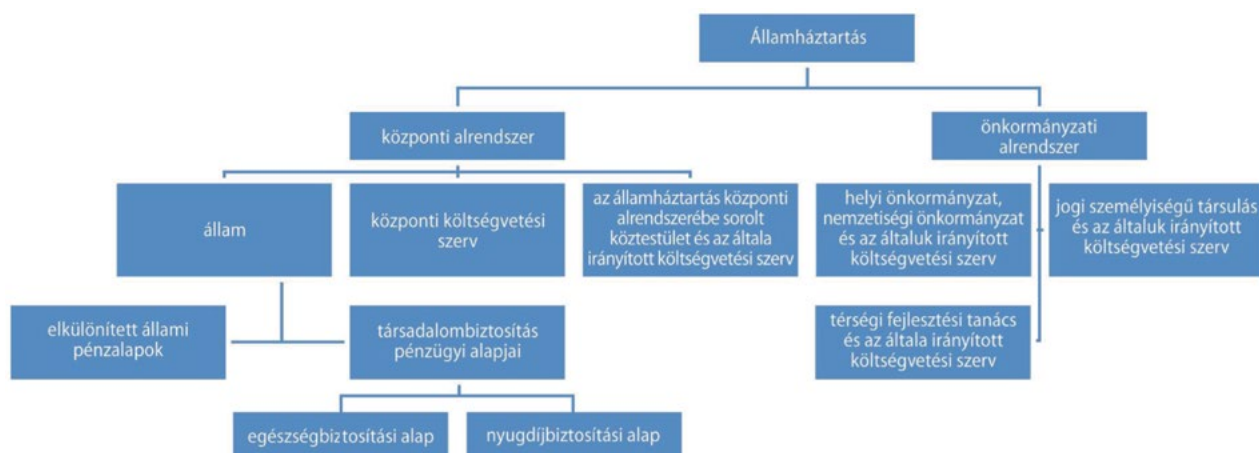 Államháztartás
központi alrendszer
önkormányzati
alrendszer
állam
központi költségvetési
szerv
az államháztartás központi
alrendszerébe sorolt
köztestület és az általa
irányított költségvetési szerv
helyi önkormányzat,
nemzetiségi önkormányzat
és az általuk irányított
költségvetési szerv
jogi személyiségű társulás
és az általuk irányított
költségvetési szerv
elkülönített állami
pénzalapok
társadalombiztosítás
pénzügyi alapjai
térségi fejlesztési tanács
és az általa irányított
költségvetési szerv
egészségbiztosítási alap
nyugdíjbiztosítási alap